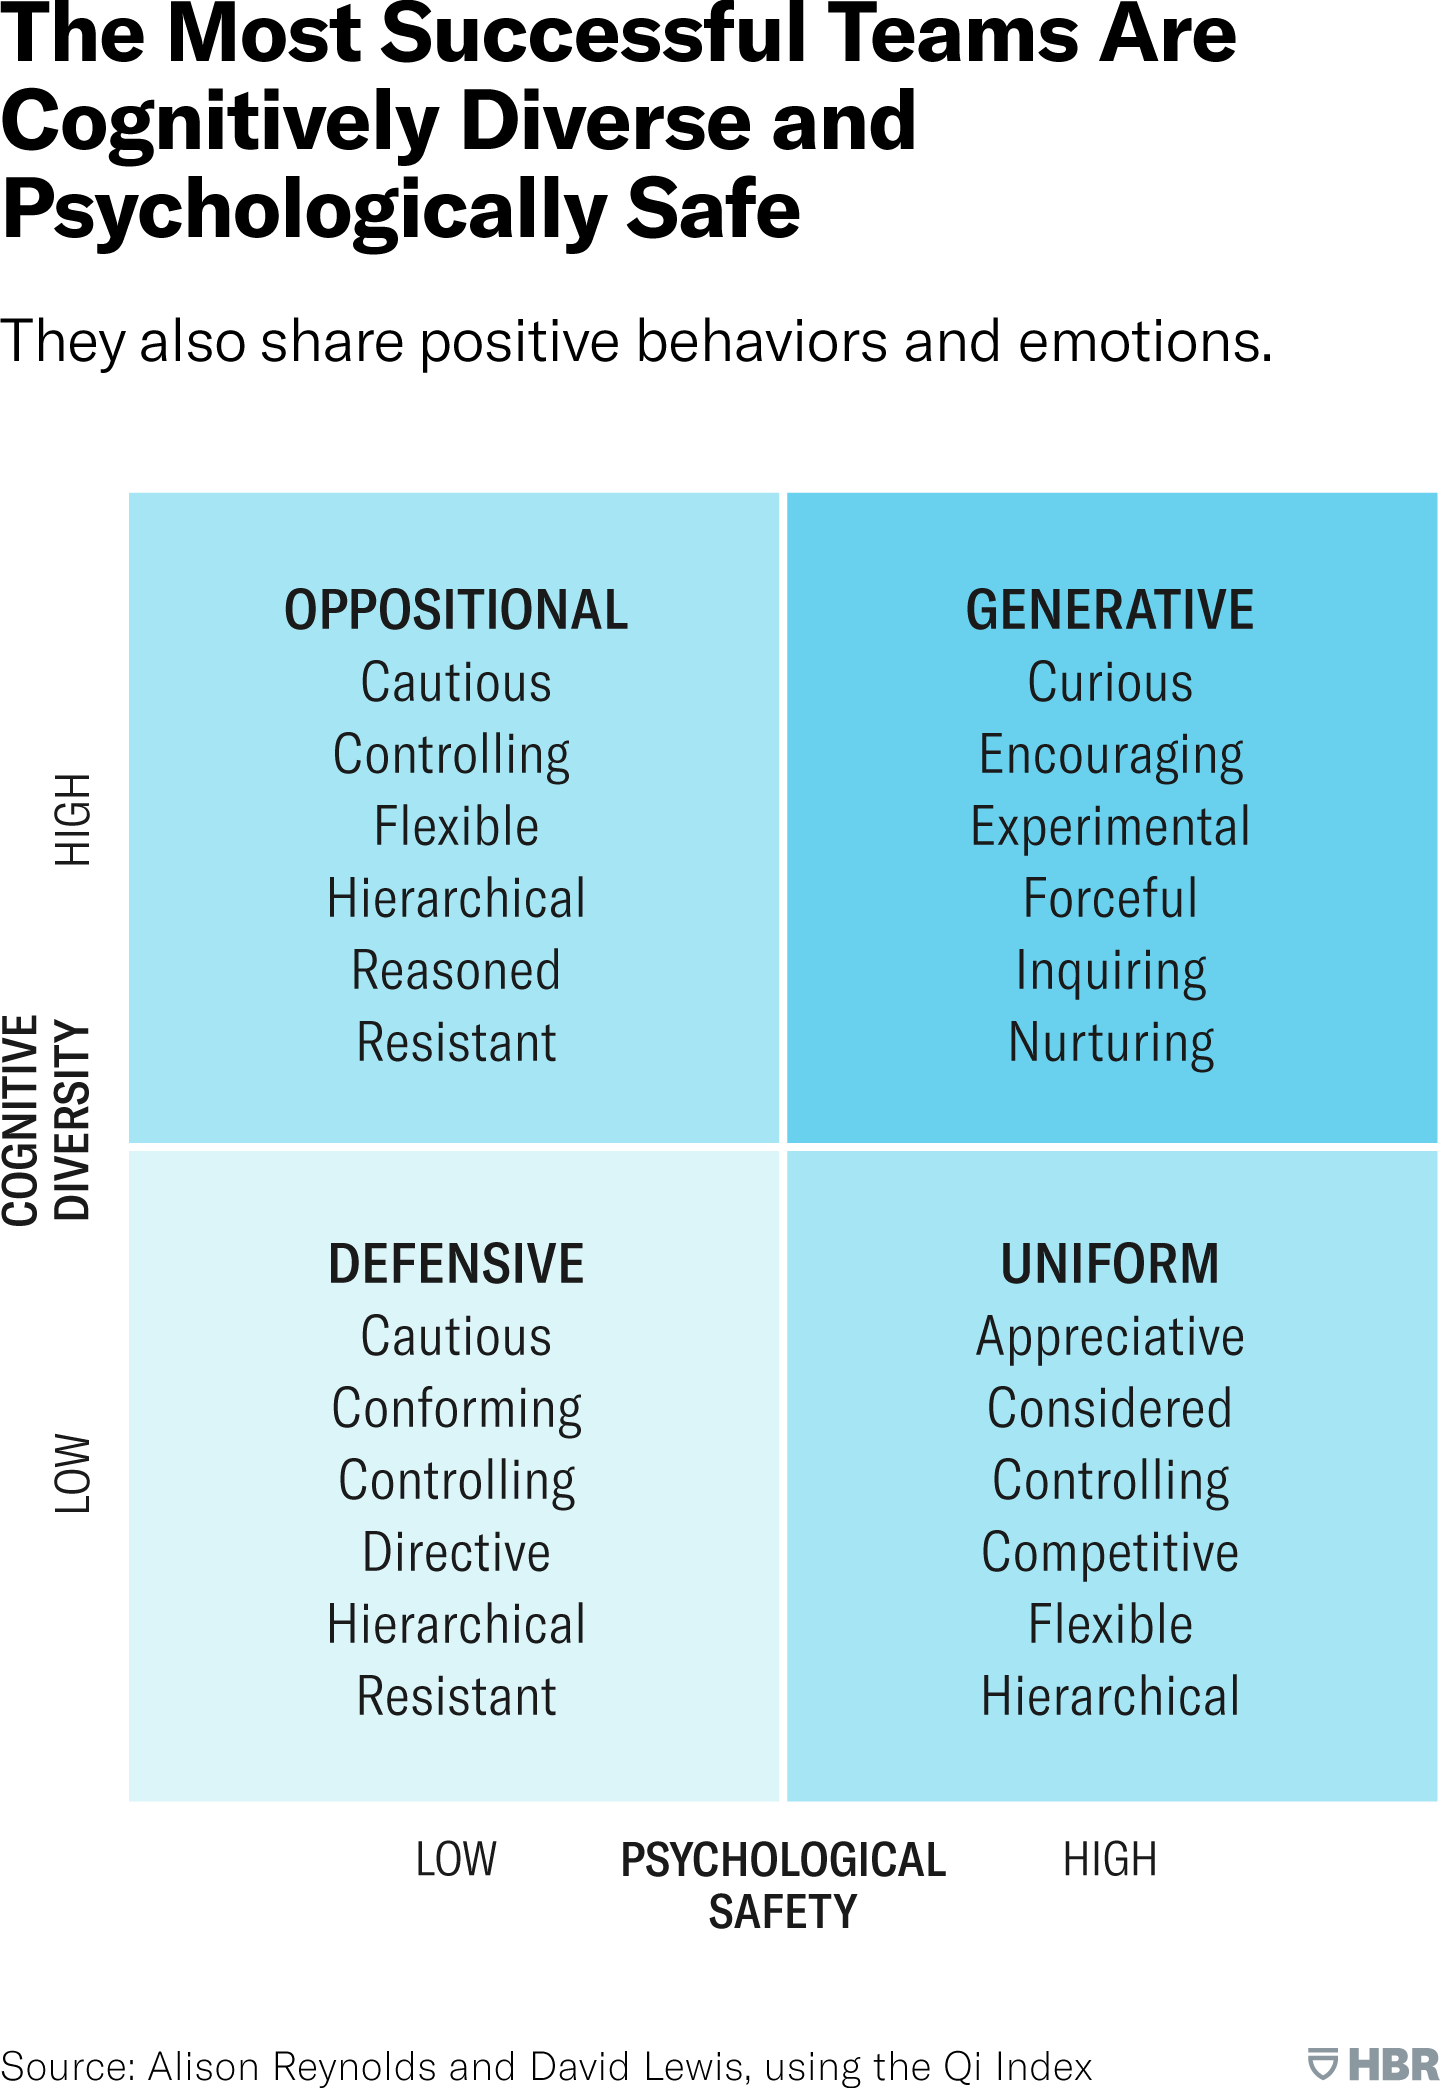 The Most Successful Teams Are
Cognitively Diverse and
Psychologically Safe
They also share positive behaviors and emotions.
COGNITIVE
DIVERSITY
HIGH
LOW
OPPOSITIONAL
Cautious
Controlling
Flexible
Hierarchical
Reasoned
Resistant
GENERATIVE
Curious
Encouraging
Experimental
Forceful
Inquiring
Nurturing
DEFENSIVE
Cautious
Conforming
Controlling
Directive
Hierarchical
Resistant
UNIFORM
Appreciative
Considered
Controlling
Competitive
Flexible
Hierarchical
LOW
PSYCHOLOGICAL
SAFETY
HIGH
Source: Alison Reynolds and David Lewis, using the Qi Index
HBR